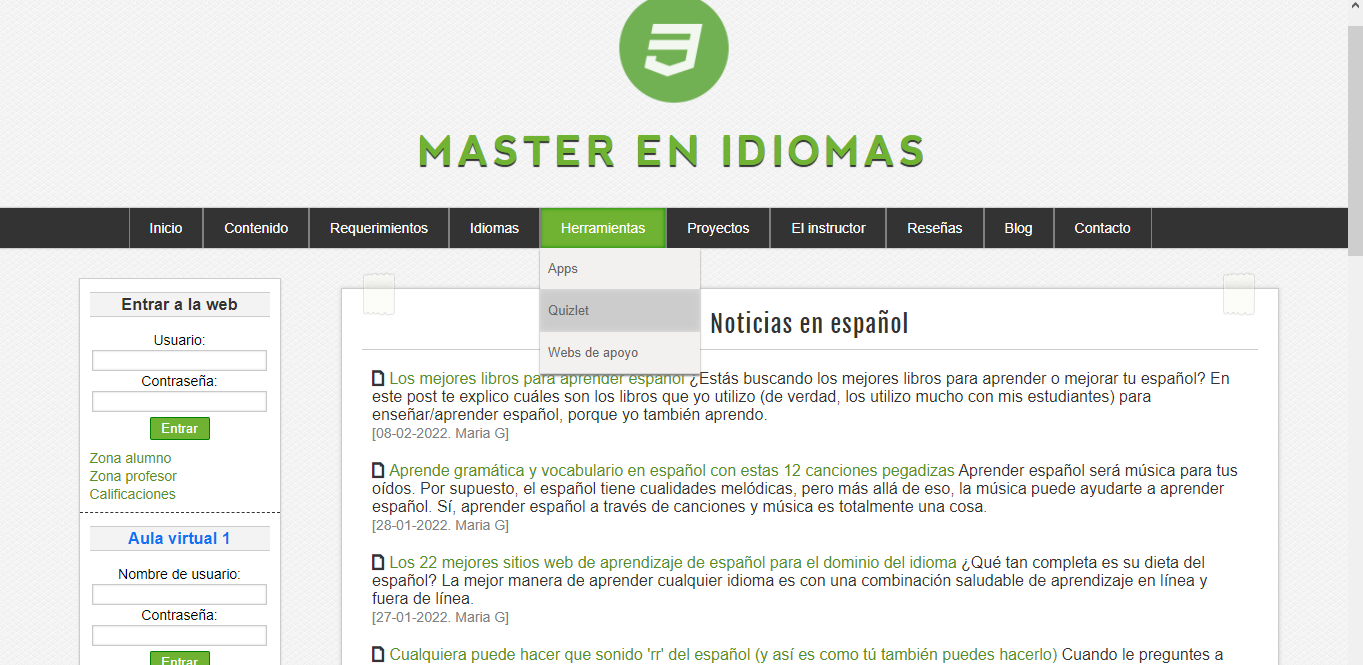 MASTER EN IDIOMAS
Inicio
Contenido
Requerimientos
Idiomas
Herramientas
Proyectos
El instructor
Reseñas
Blog
Contacto
Apps
Quizlet
Webs de apoyo
Entrar a la web
Usuario:
Contraseña:
Entrar
Zona alumno
Zona profesor
Calificaciones
Aula virtual 1
Nombre de usuario:
Contraseña:
Entrar
Noticias en español
Los mejores libros para aprender español ¿Estás buscando los mejores libros para aprender o mejorar tu español? En
este post te explico cuáles son los libros que yo utilizo (de verdad, los utilizo mucho con mis estudiantes) para
enseñar/aprender español, porque yo también aprendo.
[08-02-2022. Maria G]
Aprende gramática y vocabulario en español con estas 12 canciones pegadizas Aprender español será música para tus
oídos. Por supuesto, el español tiene cualidades melódicas, pero más allá de eso, la música puede ayudarte a aprender
español. Sí, aprender español a través de canciones y música es totalmente una cosa.
[28-01-2022. Maria G]
Los 22 mejores sitios web de aprendizaje de español para el dominio del idioma ¿Qué tan completa es su dieta del
español? La mejor manera de aprender cualquier idioma es con una combinación saludable de aprendizaje en línea y
fuera de línea.
[27-01-2022. Maria G]
Cualquiera puede hacer que sonido 'rr' del español (y así es como tú también puedes hacerlo) Cuando le preguntes a